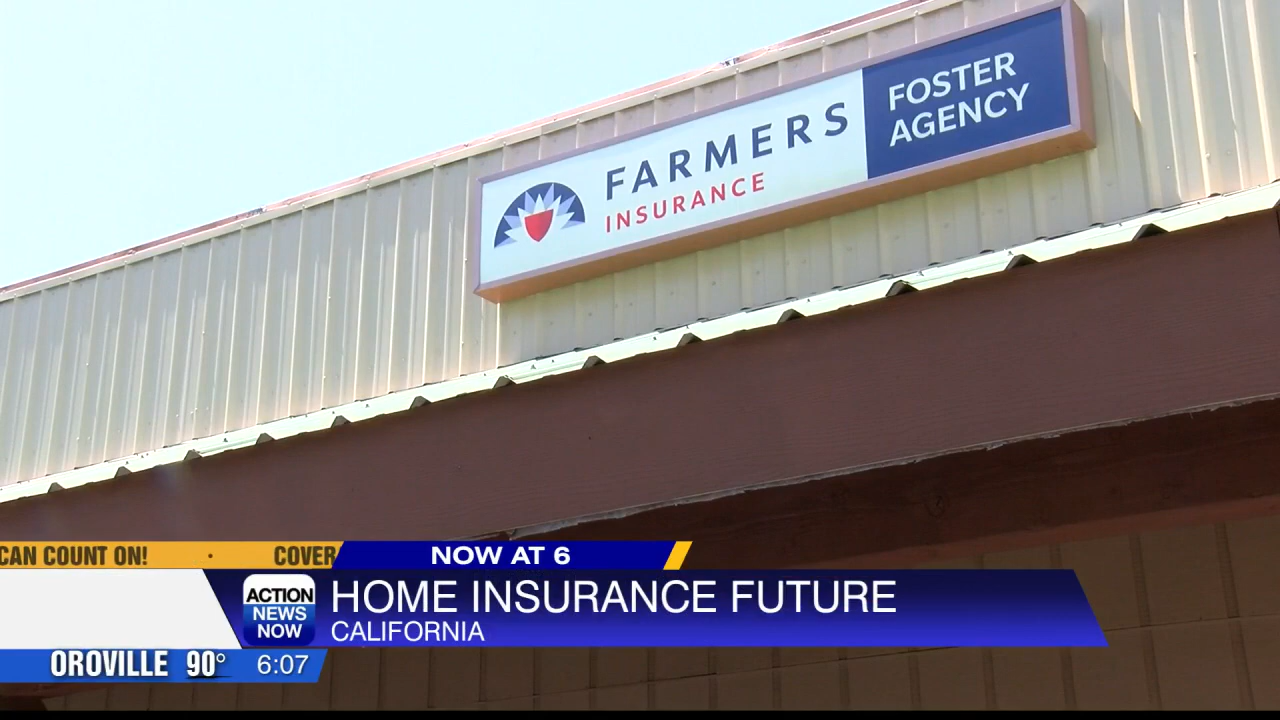 FARMERS
INSURANCE
FOSTER
AGENCY
CAN COUNT ON! · COVER
NOW AT 6
ACTION
NEWS
NOW
HOME INSURANCE FUTURE
CALIFORNIA
OROVILLE 90° 6:07